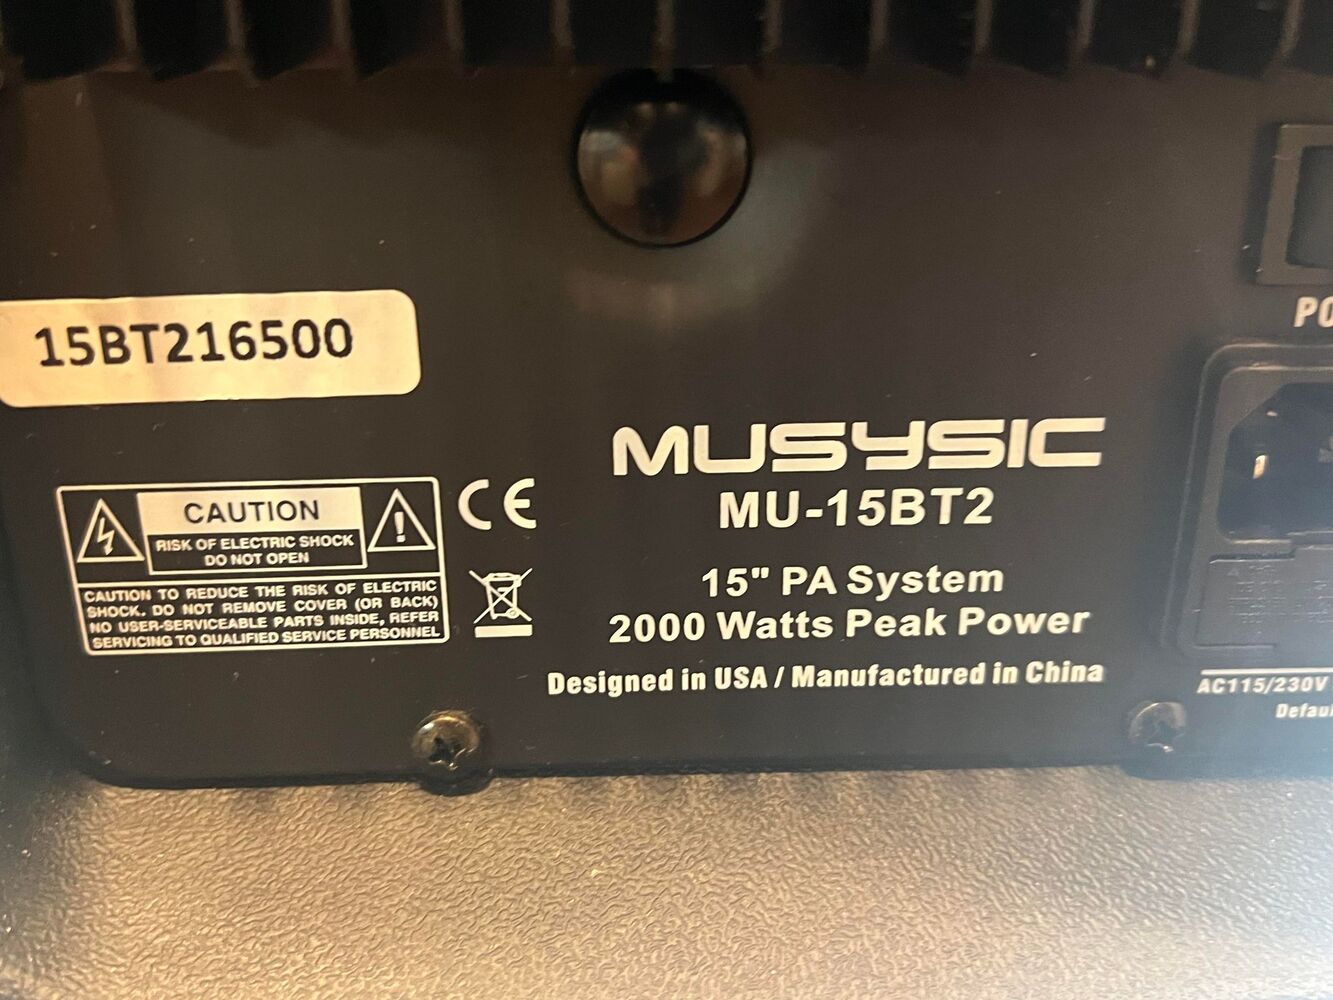 15BT216500
MUSYSIC
MU-15BT2
15" PA System
2000 Watts Peak Power
Designed in USA / Manufactured in China
CAUTION
RISK OF ELECTRIC SHOCK
DO NOT OPEN
CAUTION TO REDUCE THE RISK OF ELECTRIC
SHOCK. DO NOT REMOVE COVER (OR BACK)
NO USER-SERVICEABLE PARTS INSIDE, REFER
SERVICING TO QUALIFIED SERVICE PERSONNEL
CE
PO
AC115/230V
Defau